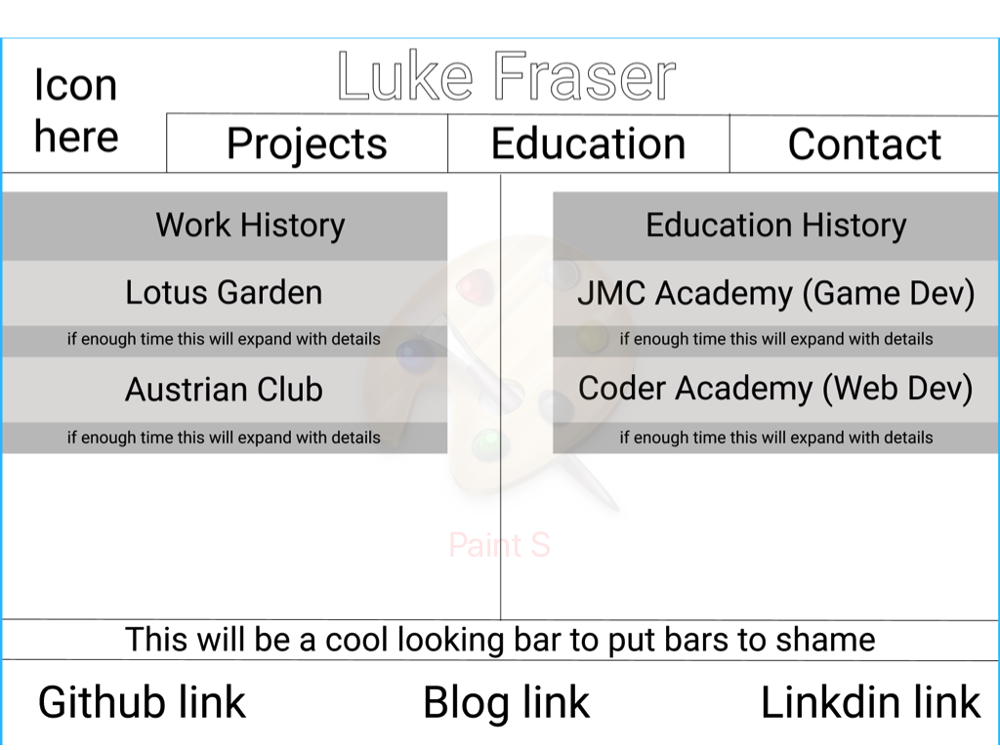 Luke Fraser
Icon
here
Projects
Education
Contact
Work History
Education History
Lotus Garden
JMC Academy (Game Dev)
if enough time this will expand with details
if enough time this will expand with details
Austrian Club
Coder Academy (Web Dev)
if enough time this will expand with details
if enough time this will expand with details
Paint S
This will be a cool looking bar to put bars to shame
Github link
Blog link
Linkdin link